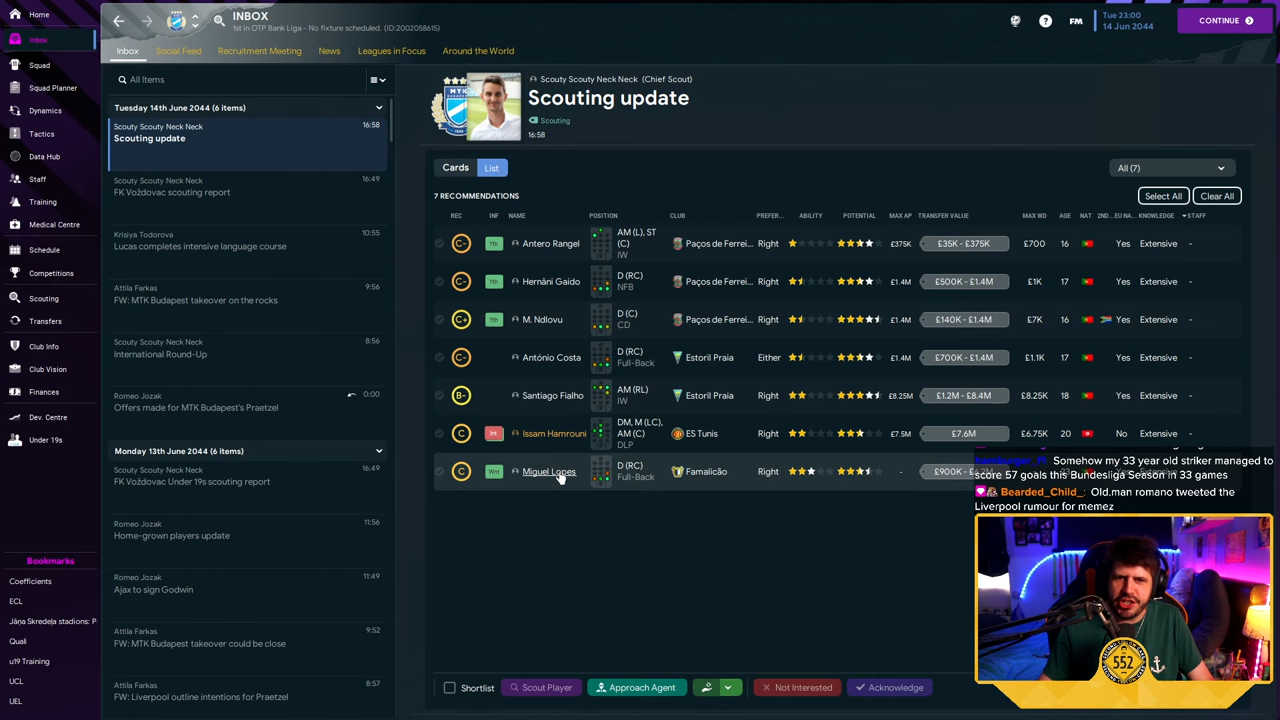 Home
Inbox
Squad
Squad Planner
Dynamics
Tactics
Data Hub
Staff
Training
Medical Centre
Schedule
Competitions
Scouting
Transfers
Club Info
Club Vision
Finances
Dev. Centre
Under 19s
Bookmarks
Coefficients
ECL
Jāņa Skredeļa stadions: P
Quali
u19 Training
UCL
UEL
INBOX
1st in OTP Bank Liga - No fixture scheduled. (ID:2002058615)
FM
Tue 23:00
14 Jun 2044
CONTINUE
Inbox Social Feed Recruitment Meeting News Leagues in Focus Around the World
All Items
Tuesday 14th June 2044 (6 items)
Scouty Scouty Neck Neck 16:58
Scouting update
Scouty Scouty Neck Neck 16:49
FK Voždovac scouting report
Krisiya Todorova 10:55
Lucas completes intensive language course
Attila Farkas 9:56
FW: MTK Budapest takeover on the rocks
Scouty Scouty Neck Neck 8:56
International Round-Up
Romeo Jozak 0:00
Offers made for MTK Budapest's Praetzel
Monday 13th June 2044 (6 items)
Scouty Scouty Neck Neck 16:49
FK Voždovac Under 19s scouting report
Romeo Jozak 11:56
Home-grown players update
Romeo Jozak 11:49
Ajax to sign Godwin
Attila Farkas 9:52
FW: MTK Budapest takeover could be close
Attila Farkas 8:57
FW: Liverpool outline intentions for Praetzel
MTK
Scouty Scouty Neck Neck (Chief Scout)
Scouting update
Scouting
16:58
Cards List All (7)
7 RECOMMENDATIONS Select All Clear All
REC INF NAME POSITION CLUB PREFER... ABILITY POTENTIAL MAX AP TRANSFER VALUE MAX WD AGE NAT 2ND... EU NA... KNOWLEDGE STAFF
C- Yth Antero Rangel AM (L), ST (C) IW Paços de Ferrei... Right £375K £35K - £375K £700 16 Yes Extensive -
C- Yth Hernâni Gaido D (RC) NFB Paços de Ferrei... Right £1.4M £500K - £1.4M £1K 17 Yes Extensive -
C+ Yth M. Ndlovu D (C) CD Paços de Ferrei... Right £1.4M £140K - £1.4M £7K 16 Yes Extensive -
C- António Costa D (RC) Full-Back Estoril Praia Either £1.4M £700K - £1.4M £1.1K 17 Yes Extensive -
B- Santiago Fialho AM (RL) IW Estoril Praia Right £8.25M £1.2M - £8.4M £8.25K 18 Yes Extensive -
C Int Issam Hamrouni DM, M (LC), AM (C) DLP ES Tunis Right £7.5M £7.6M £6.75K 20 No Extensive -
C Wnt Miguel Lopes D (RC) Full-Back Famalicão Right - £900K -
Somehow my 33 year old striker managed to
score 57 goals this Bundesliga Season in 33 games
Bearded_Child_: Old.man romano tweeted the
Liverpool rumour for memez
552
Shortlist Scout Player Approach Agent Not Interested Acknowledge